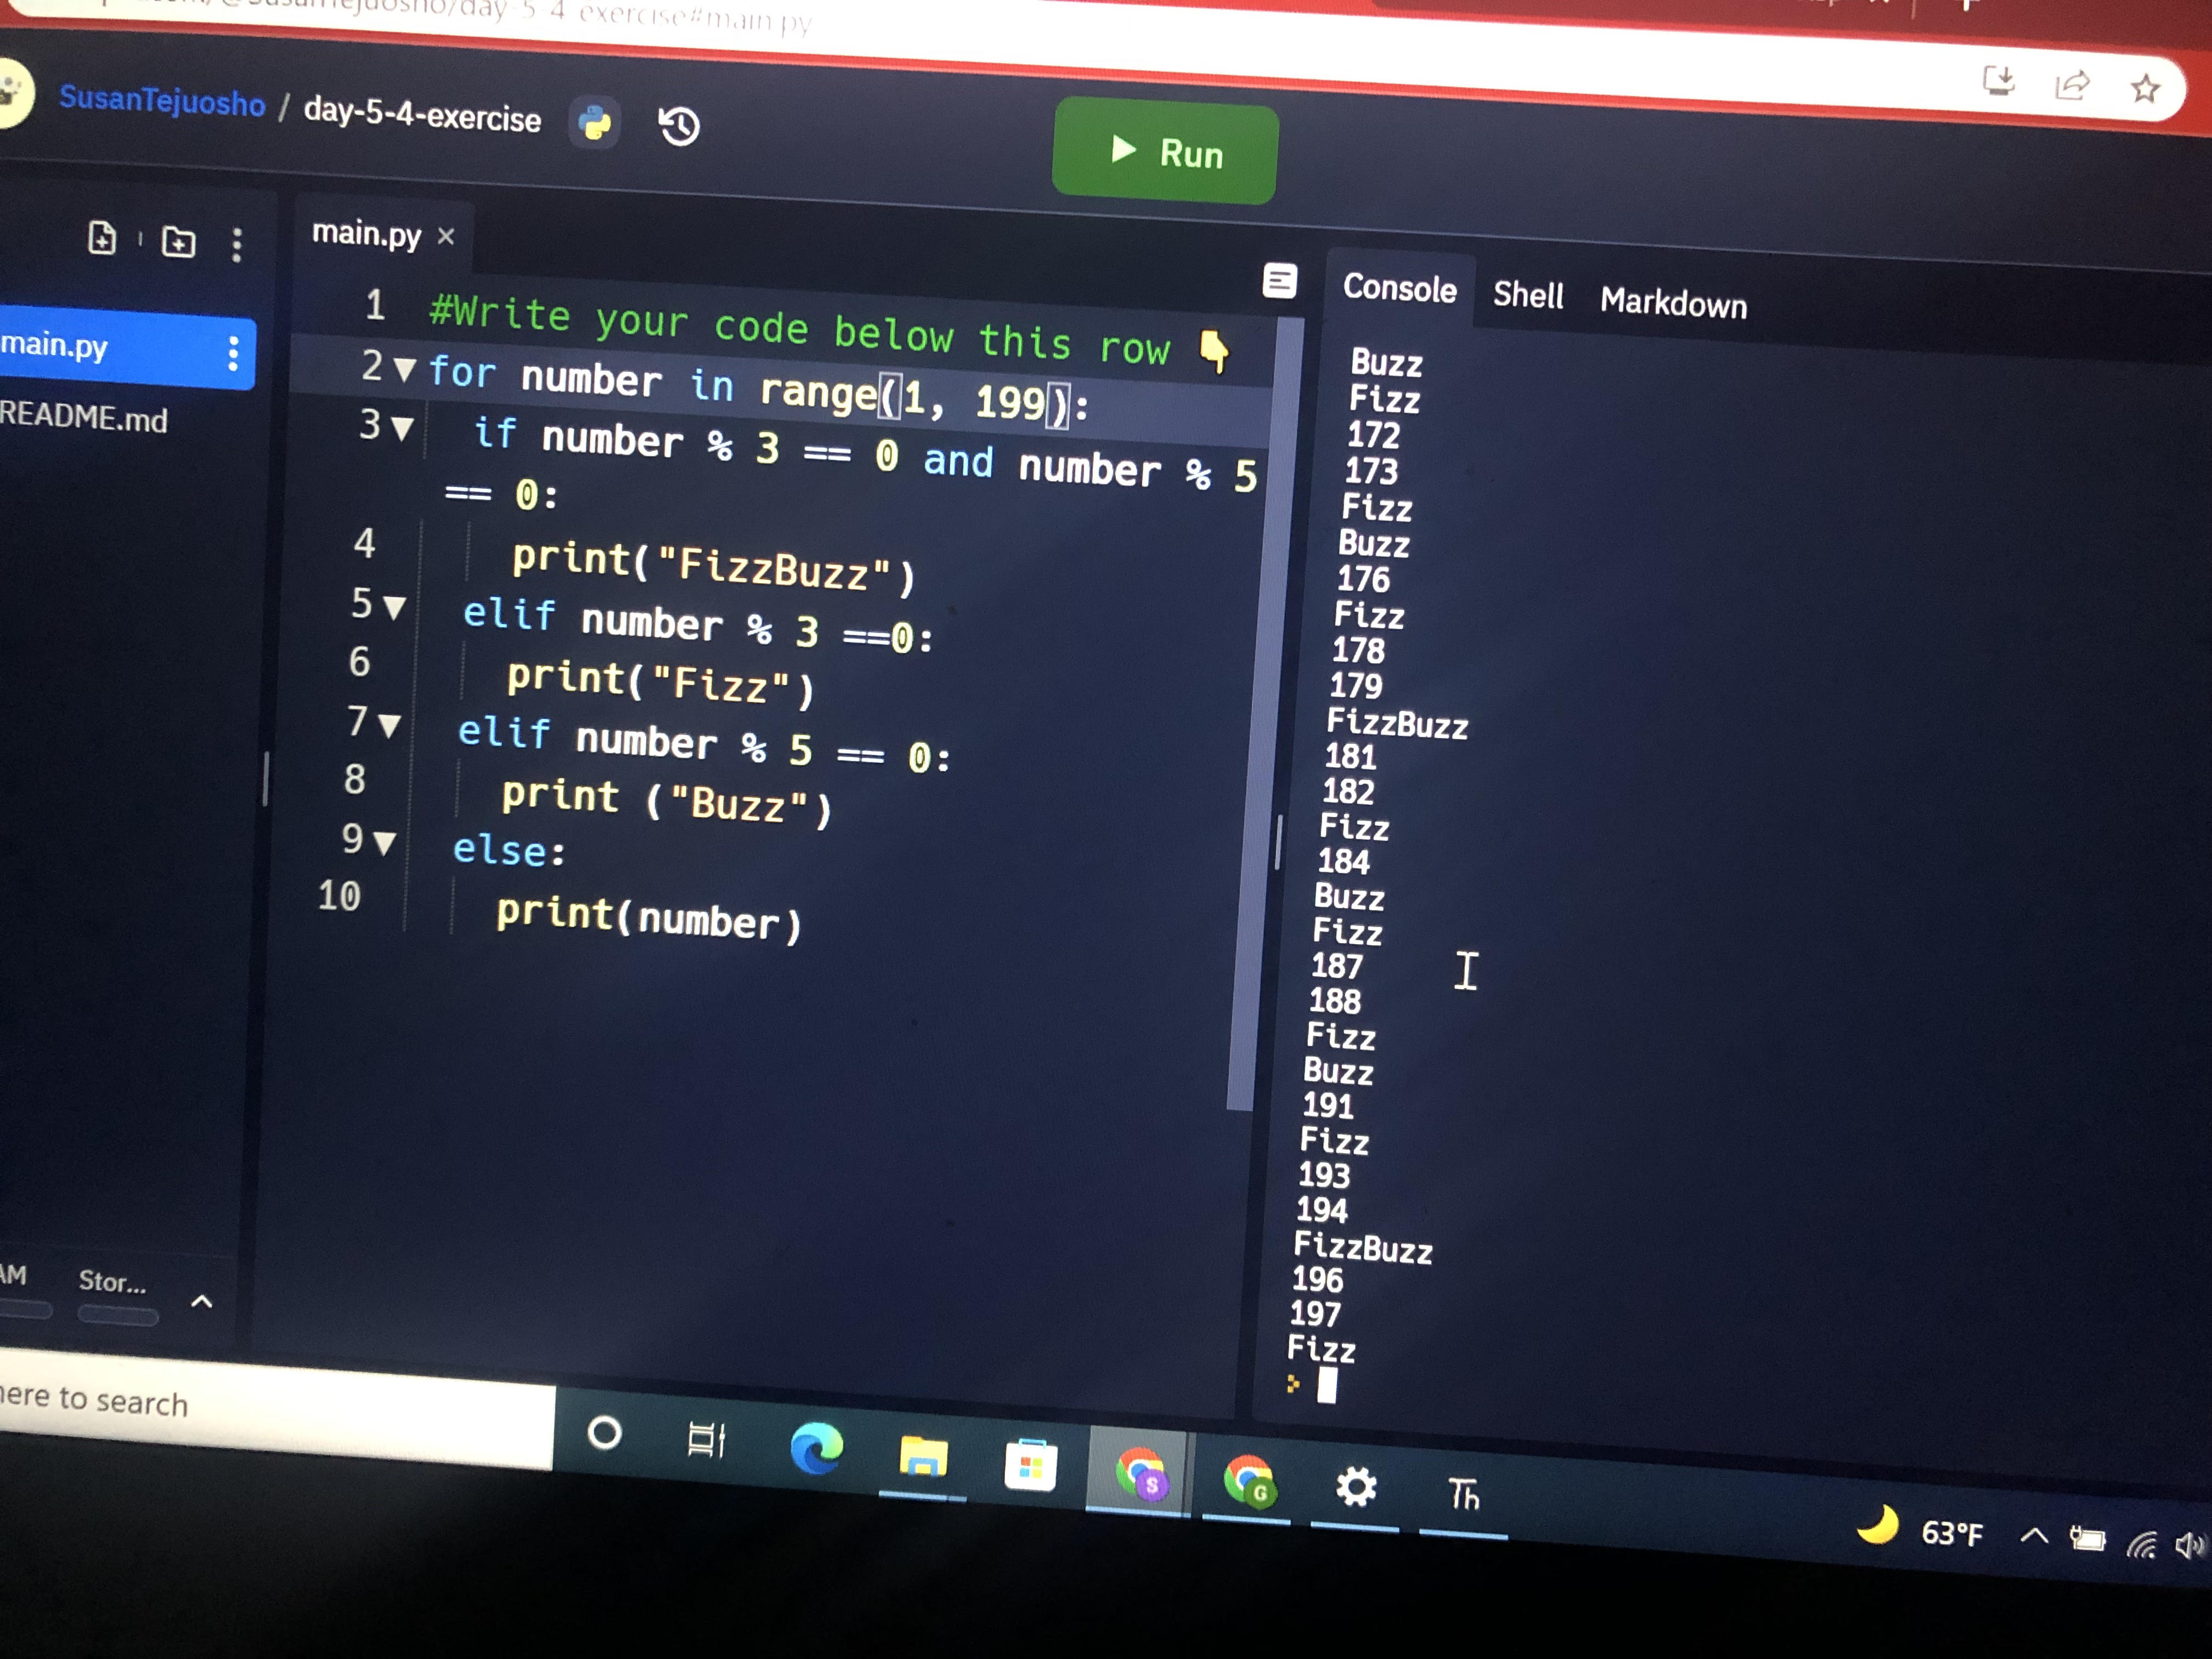 /day-5-4-exercise#main.py
SusanTejuosho / day-5-4-exercise
Run
main.py
README.md
main.py ×
1 #Write your code below this row 👇
2 for number in range(1, 199):
3 if number % 3 == 0 and number % 5
== 0:
4 print("FizzBuzz")
5 elif number % 3 ==0:
6 print("Fizz")
7 elif number % 5 == 0:
8 print ("Buzz")
9 else:
10 print(number)
Console Shell Markdown
Buzz
Fizz
172
173
Fizz
Buzz
176
Fizz
178
179
FizzBuzz
181
182
Fizz
184
Buzz
Fizz
187
188
Fizz
Buzz
191
Fizz
193
194
FizzBuzz
196
197
Fizz
Stor...
here to search
S
G
Th
63°F